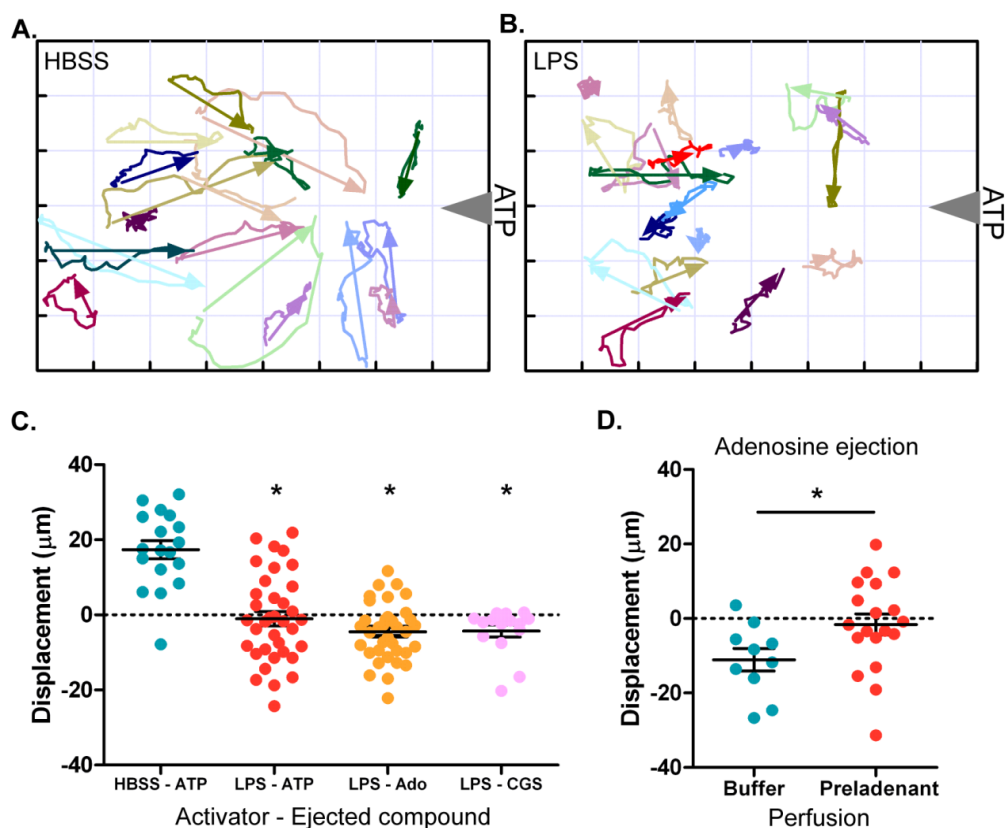 A.
B.
HBSS
LPS
ATP
ATP
C.
D.
Adenosine ejection
40
20
0
-20
-40
Displacement (μm)
* * *
HBSS - ATP LPS - ATP LPS - Ado LPS - CGS
Activator - Ejected compound
40
20
0
-20
-40
Displacement (μm)
*
Buffer Preladenant
Perfusion